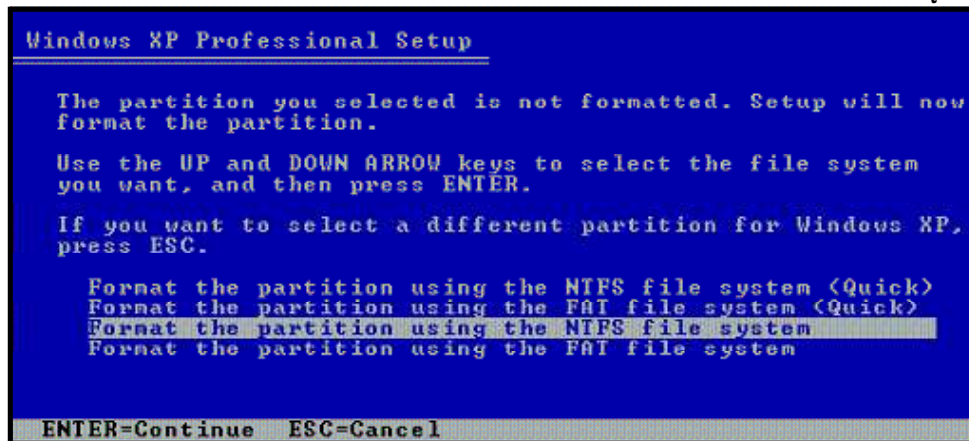 Windows XP Professional Setup
The partition you selected is not formatted. Setup will now
format the partition.
Use the UP and DOWN ARROW keys to select the file system
you want, and then press ENTER.
If you want to select a different partition for Windows XP,
press ESC.
Format the partition using the NTFS file system (Quick)
Format the partition using the FAT file system (Quick)
Format the partition using the NTFS file system
Format the partition using the FAT file system
ENTER=Continue ESC=Cancel